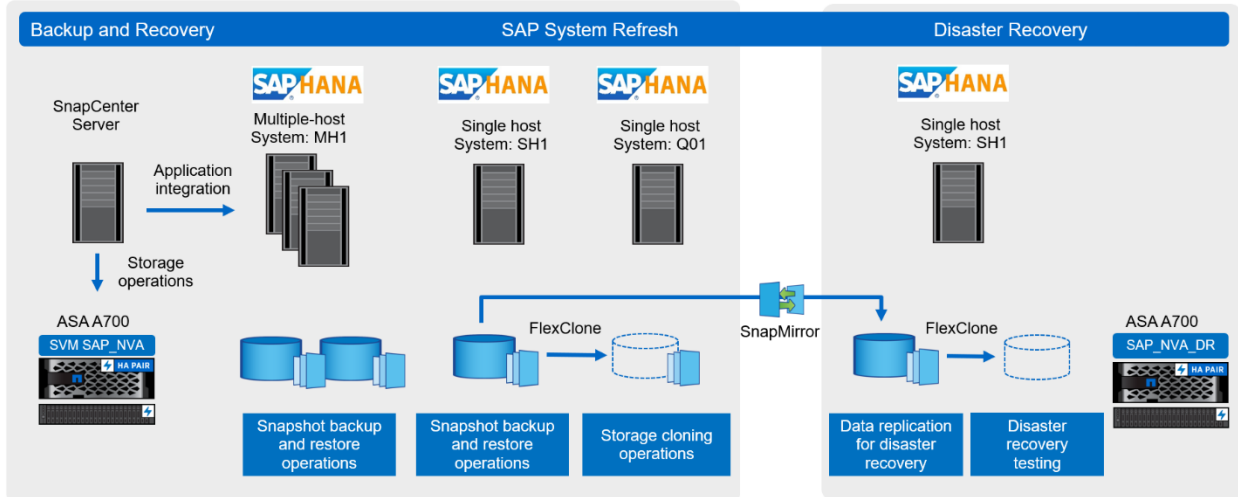 Backup and Recovery
SAP System Refresh
Disaster Recovery
SnapCenter
Server
SAP HANA
Multiple-host
System: MH1
SAP HANA
Single host
System: SH1
SAP HANA
Single host
System: Q01
SAP HANA
Single host
System: SH1
Application
integration
Storage
operations
ASA A700
SVM SAP_NVA
HA PAIR
FlexClone
SnapMirror
FlexClone
ASA A700
SAP_NVA_DR
HA PAIR
Snapshot backup
and restore
operations
Snapshot backup
and restore
operations
Storage cloning
operations
Data replication
for disaster
recovery
Disaster
recovery
testing